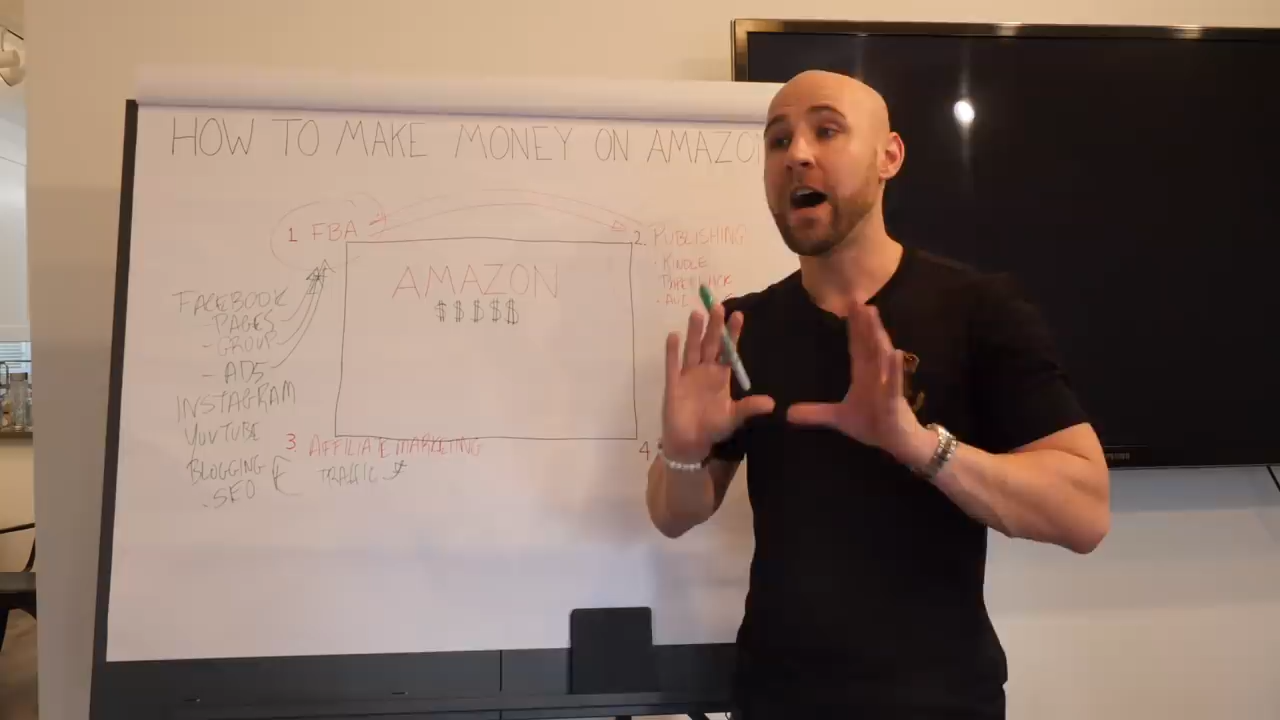 HOW TO MAKE MONEY ON AMAZO
1 FBA
2. PUBLISHING
AMAZON
$ $ $ $ $
• KINDLE
FACEBOOK
- PAGES
- GROUP
- ADS
INSTAGRAM
YOUTUBE
BLOGGING
. SEO
3. AFFILIATE MARKETING
TRAFFIC
4
SAMSUNG